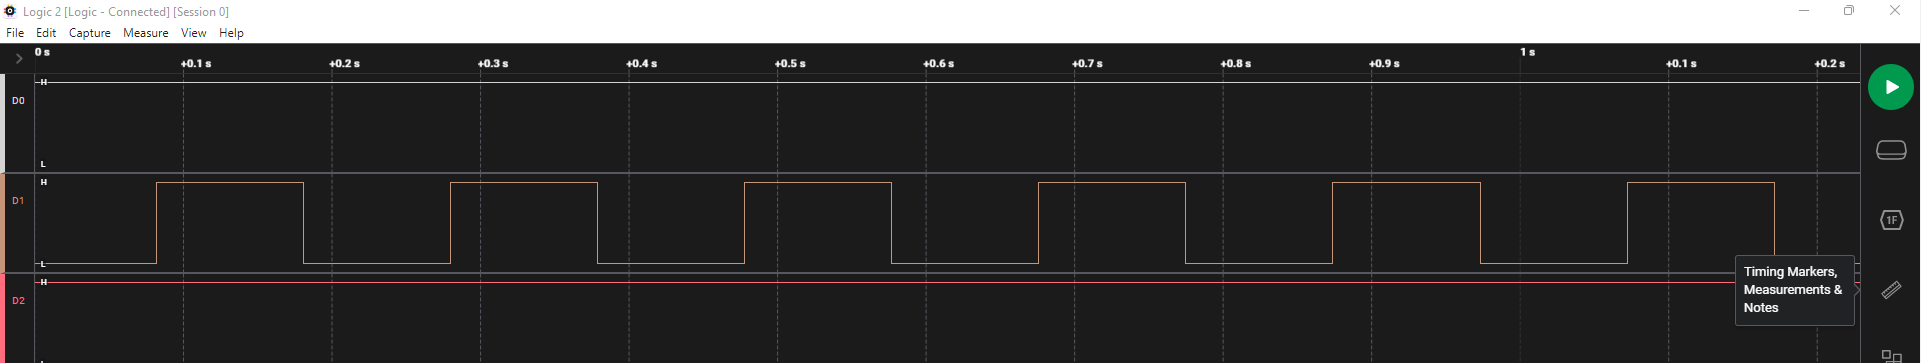 Logic 2 [Logic - Connected] [Session 0]
File Edit Capture Measure View Help
0 s 1 s
+0.1 s +0.2 s +0.3 s +0.4 s +0.5 s +0.6 s +0.7 s +0.8 s +0.9 s +0.1 s +0.2 s
H
D0
L
H
D1
1F
L
Timing Markers,
Measurements &
Notes
H
D2
L